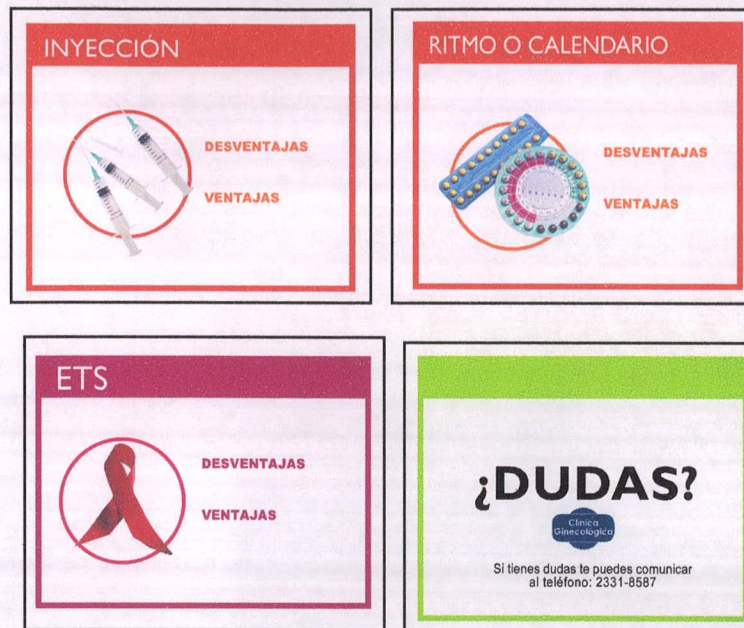 INYECCIÓN
DESVENTAJAS
VENTAJAS
RITMO O CALENDARIO
DESVENTAJAS
VENTAJAS
ETS
DESVENTAJAS
VENTAJAS
¿DUDAS?
Clínica
Ginecológica
Si tienes dudas te puedes comunicar
al teléfono: 2331-8587